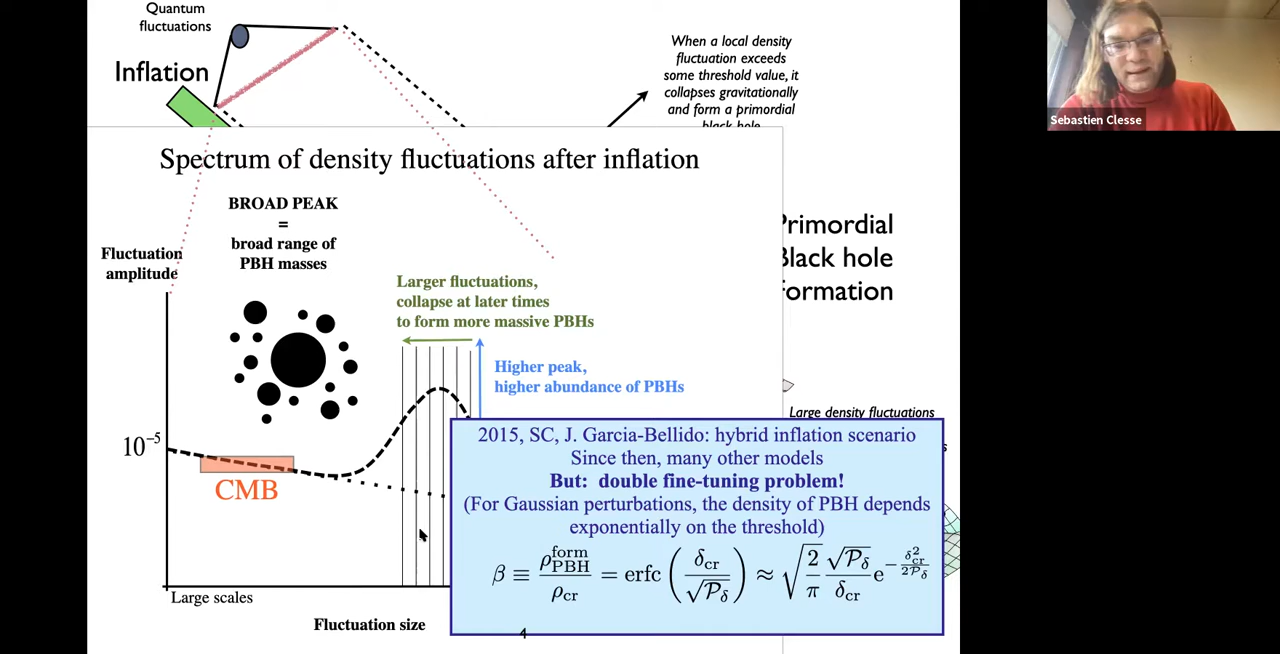 Quantum
fluctuations
Inflation
When a local density
fluctuation exceeds
some threshold value, it
collapses gravitationally
and form a primordial
black hole
Sebastien Clesse
Spectrum of density fluctuations after inflation
BROAD PEAK
=
broad range of
PBH masses
Fluctuation
amplitude
Larger fluctuations,
collapse at later times
to form more massive PBHs
Higher peak,
higher abundance of PBHs
Primordial
Black hole
Formation
Large density fluctuations
10⁻⁵
CMB
2015, SC, J. Garcia-Bellido: hybrid inflation scenario
Since then, many other models
But: double fine-tuning problem!
(For Gaussian perturbations, the density of PBH depends
exponentially on the threshold)
β ≡ ρ_PBH^form / ρ_cr = erfc (δ_cr / √P_δ) ≈ √(2/π) (√P_δ / δ_cr) e^(−δ_cr² / 2P_δ)
Large scales
Fluctuation size
4